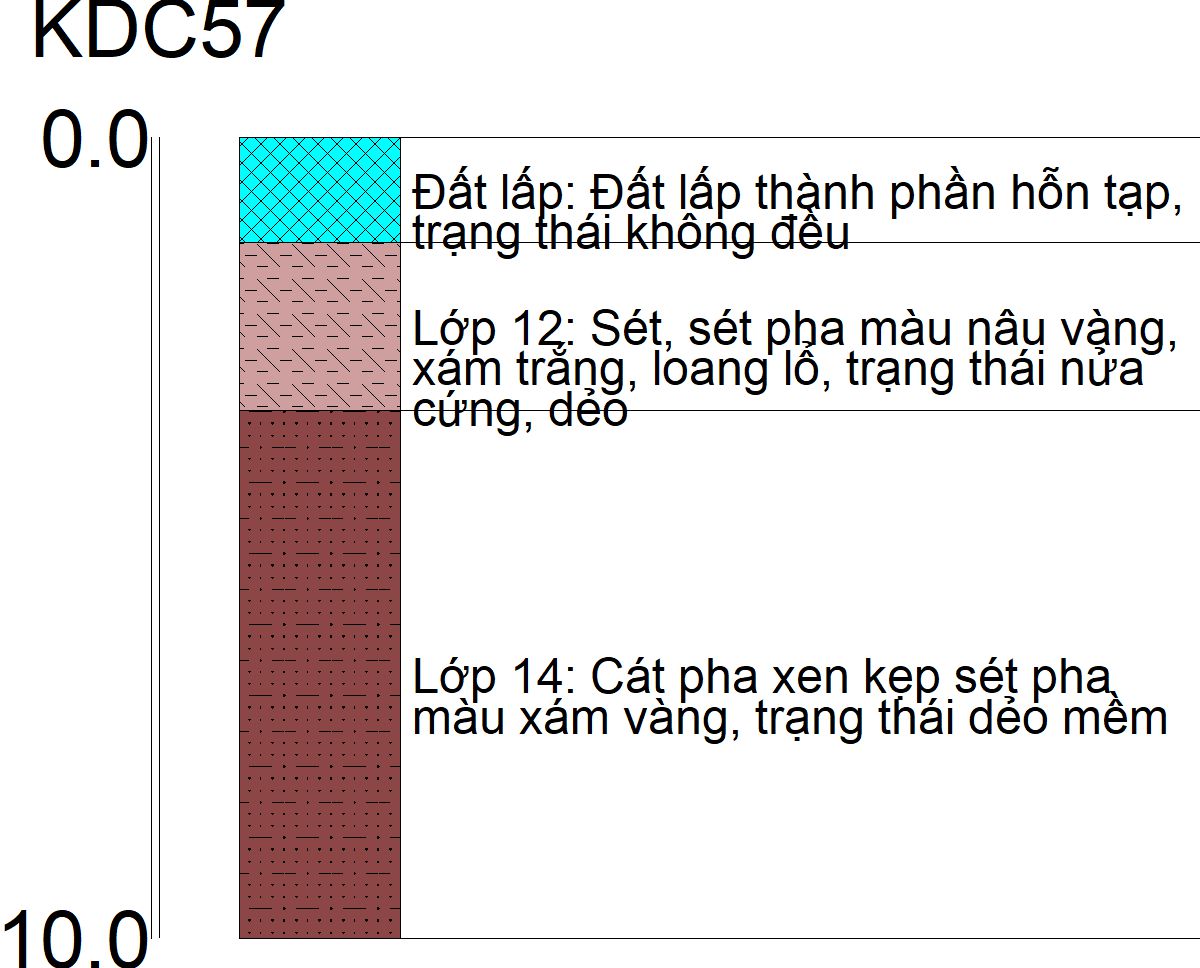 KDC57
0.0
Đất lấp: Đất lấp thành phần hỗn tạp,
trạng thái không đều
Lớp 12: Sét, sét pha màu nâu vàng,
xám trắng, loang lổ, trạng thái nửa
cứng, dẻo
Lớp 14: Cát pha xen kẹp sét pha
màu xám vàng, trạng thái dẻo mềm
10.0